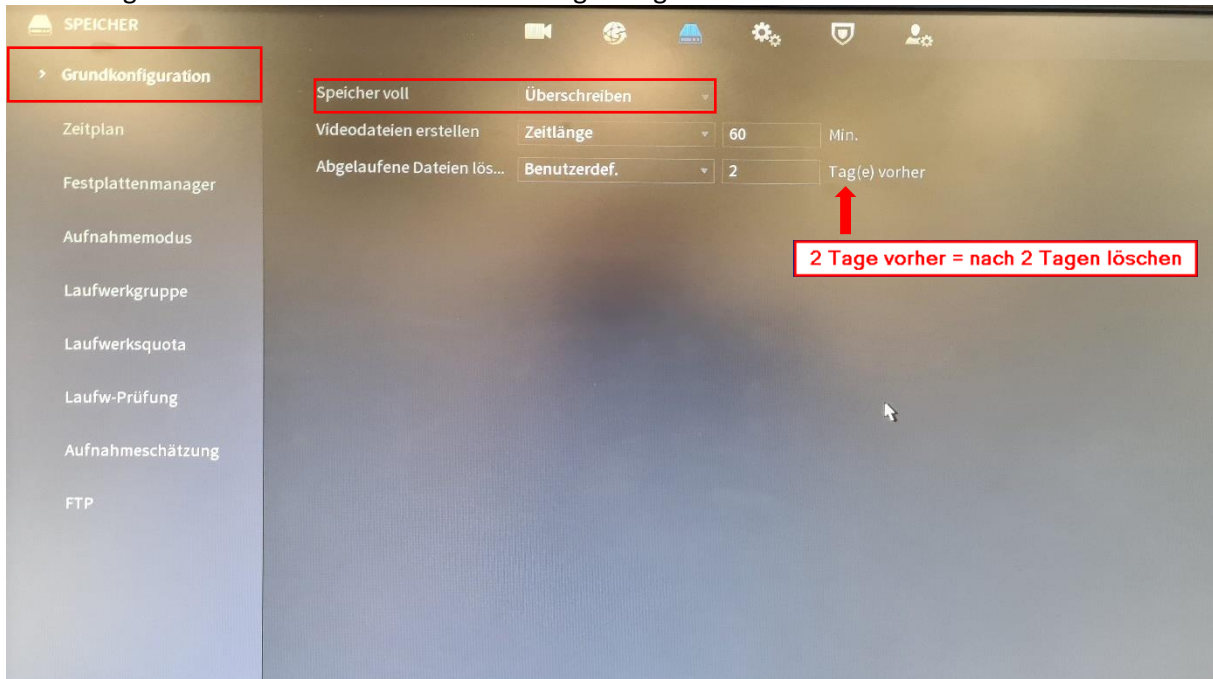 SPEICHER
> Grundkonfiguration
Speicher voll Überschreiben
Zeitplan
Videodateien erstellen Zeitlänge 60 Min.
Abgelaufene Dateien lös... Benutzerdef. 2 Tag(e) vorher
Festplattenmanager
Aufnahmemodus
2 Tage vorher = nach 2 Tagen löschen
Laufwerkgruppe
Laufwerksquota
Laufw-Prüfung
Aufnahmeschätzung
FTP